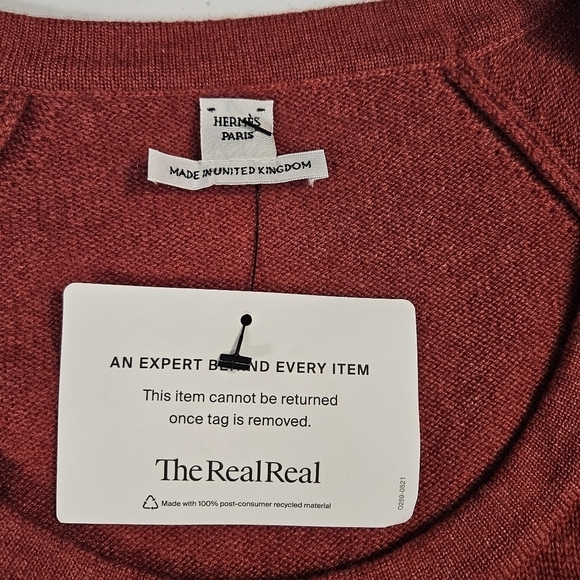 HERMÈS
PARIS
MADE IN UNITED KINGDOM
AN EXPERT BEHIND EVERY ITEM
This item cannot be returned
once tag is removed.
The RealReal
Made with 100% post-consumer recycled material
0259-0521